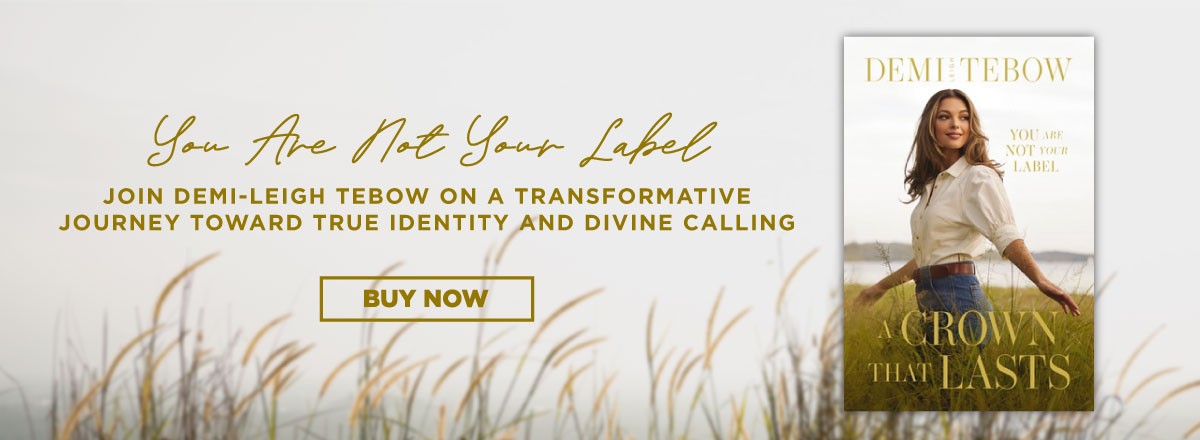 You Are Not Your Label
JOIN DEMI-LEIGH TEBOW ON A TRANSFORMATIVE
JOURNEY TOWARD TRUE IDENTITY AND DIVINE CALLING
BUY NOW
DEMI LEIGH TEBOW
YOU ARE
NOT YOUR
LABEL
A CROWN
THAT LASTS